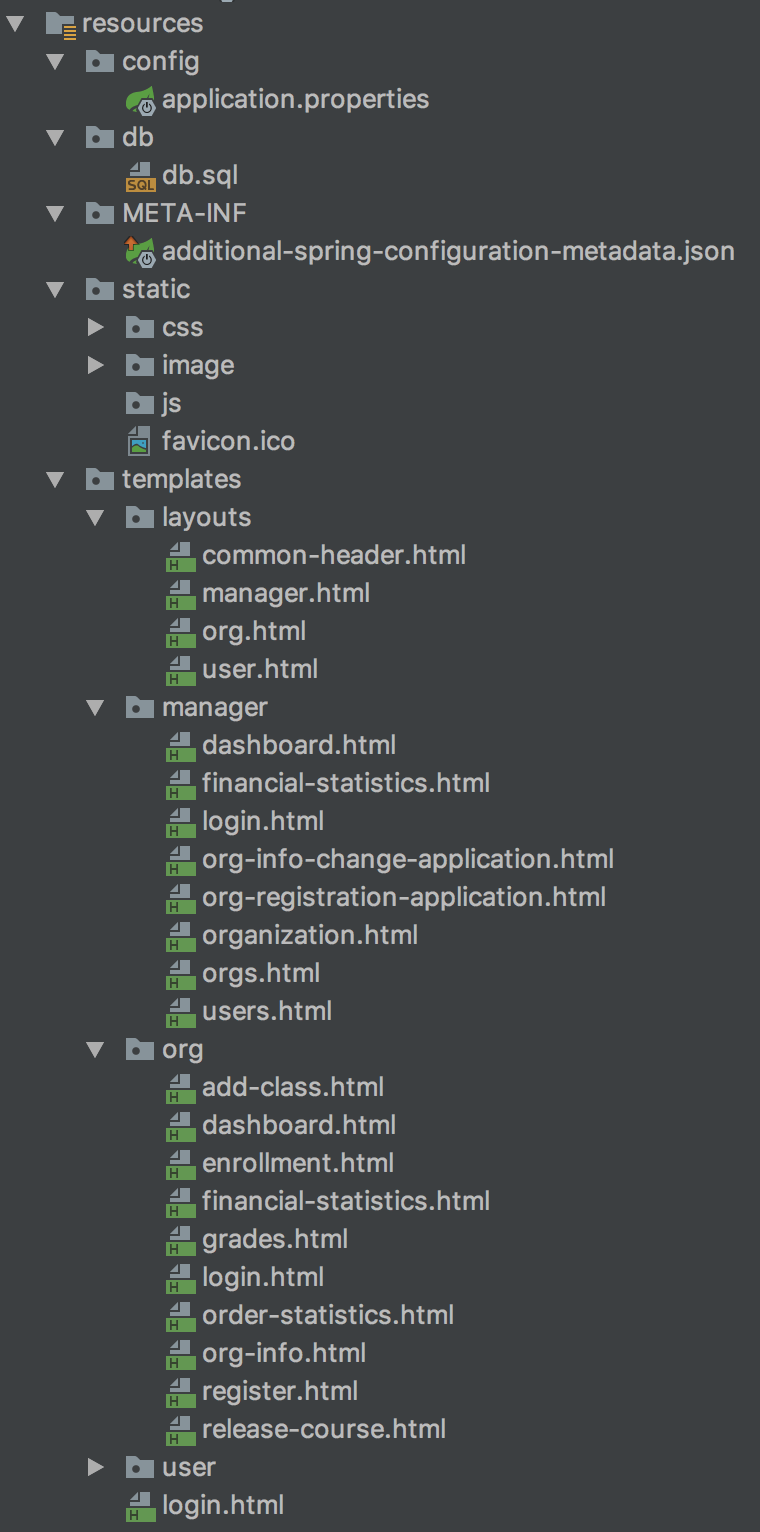 resources
config
application.properties
db
SQL db.sql
META-INF
additional-spring-configuration-metadata.json
static
css
image
js
favicon.ico
templates
layouts
H common-header.html
H manager.html
H org.html
H user.html
manager
H dashboard.html
H financial-statistics.html
H login.html
H org-info-change-application.html
H org-registration-application.html
H organization.html
H orgs.html
H users.html
org
H add-class.html
H dashboard.html
H enrollment.html
H financial-statistics.html
H grades.html
H login.html
H order-statistics.html
H org-info.html
H register.html
H release-course.html
user
H login.html